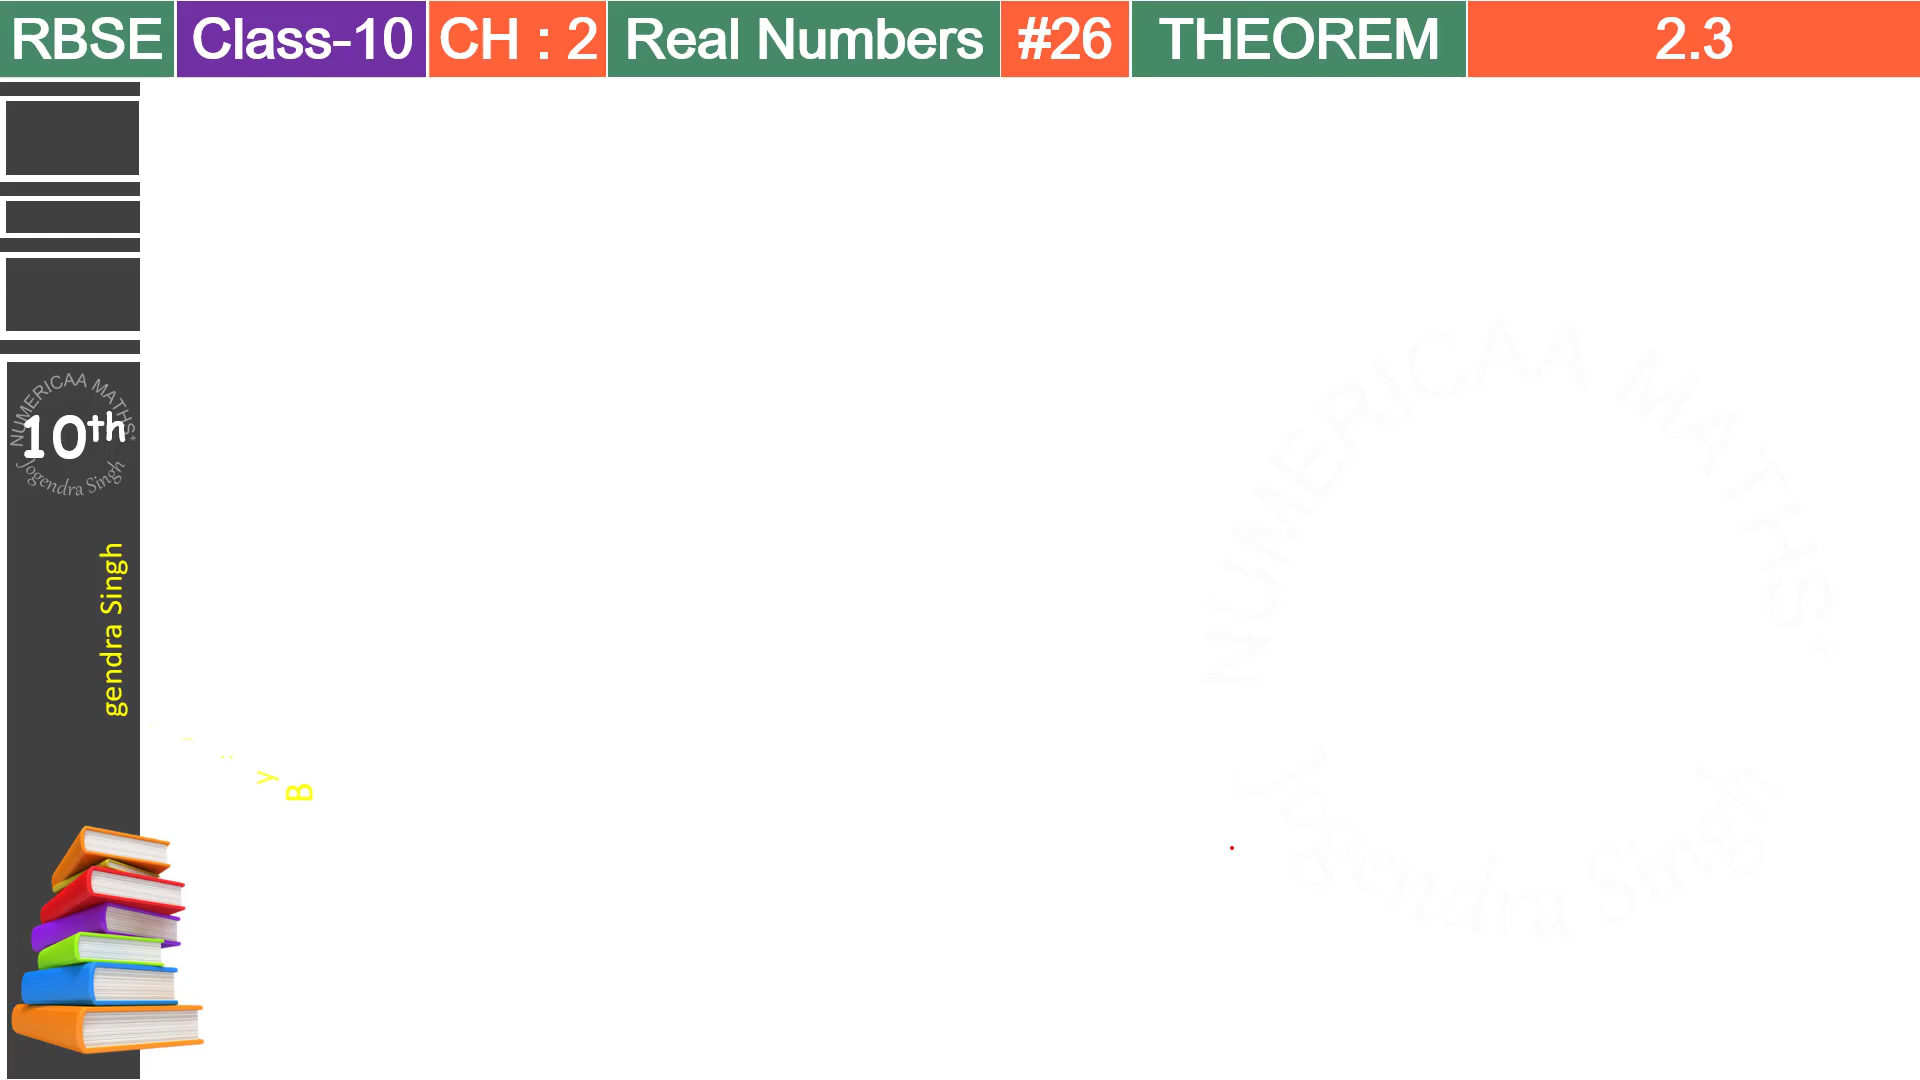 RBSE Class-10 CH : 2 Real Numbers #26 THEOREM 2.3
NUMERICAA MATHS+
10th
Jogendra Singh
gendra Singh
y
B
NUMERICAA MATHS+
Jogendra Singh